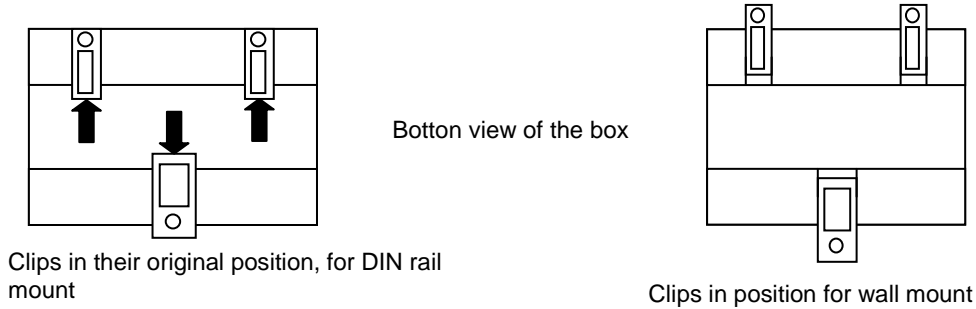 Botton view of the box
Clips in their original position, for DIN rail
mount
Clips in position for wall mount